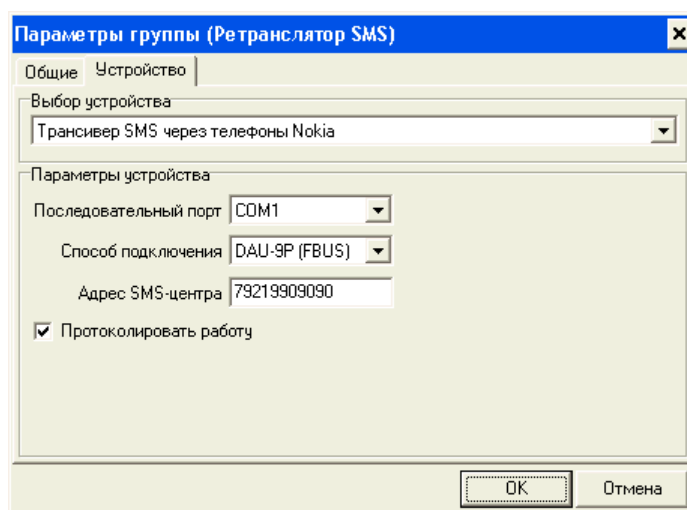 Параметры группы (Ретранслятор SMS)
Общие Устройство
Выбор устройства
Трансивер SMS через телефоны Nokia
Параметры устройства
Последовательный порт COM1
Способ подключения DAU-9P (FBUS)
Адрес SMS-центра 79219909090
Протоколировать работу
OK Отмена